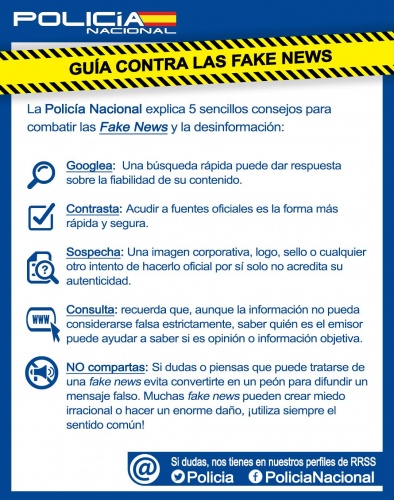 POLICÍA
NACIONAL
GUÍA CONTRA LAS FAKE NEWS
La Policía Nacional explica 5 sencillos consejos para
combatir las Fake News y la desinformación:
Googlea: Una búsqueda rápida puede dar respuesta
sobre la fiabilidad de su contenido.
Contrasta: Acudir a fuentes oficiales es la forma más
rápida y segura.
Sospecha: Una imagen corporativa, logo, sello o cualquier
otro intento de hacerlo oficial por sí solo no acredita su
autenticidad.
WWW
Consulta: recuerda que, aunque la información no pueda
considerarse falsa estrictamente, saber quién es el emisor
puede ayudar a saber si es opinión o información objetiva.
NO compartas: Si dudas o piensas que puede tratarse de
una fake news evita convertirte en un peón para difundir un
mensaje falso. Muchas fake news pueden crear miedo
irracional o hacer un enorme daño, ¡utiliza siempre el
sentido común!
@
Si dudas, nos tienes en nuestros perfiles de RRSS
@Policia f PoliciaNacional